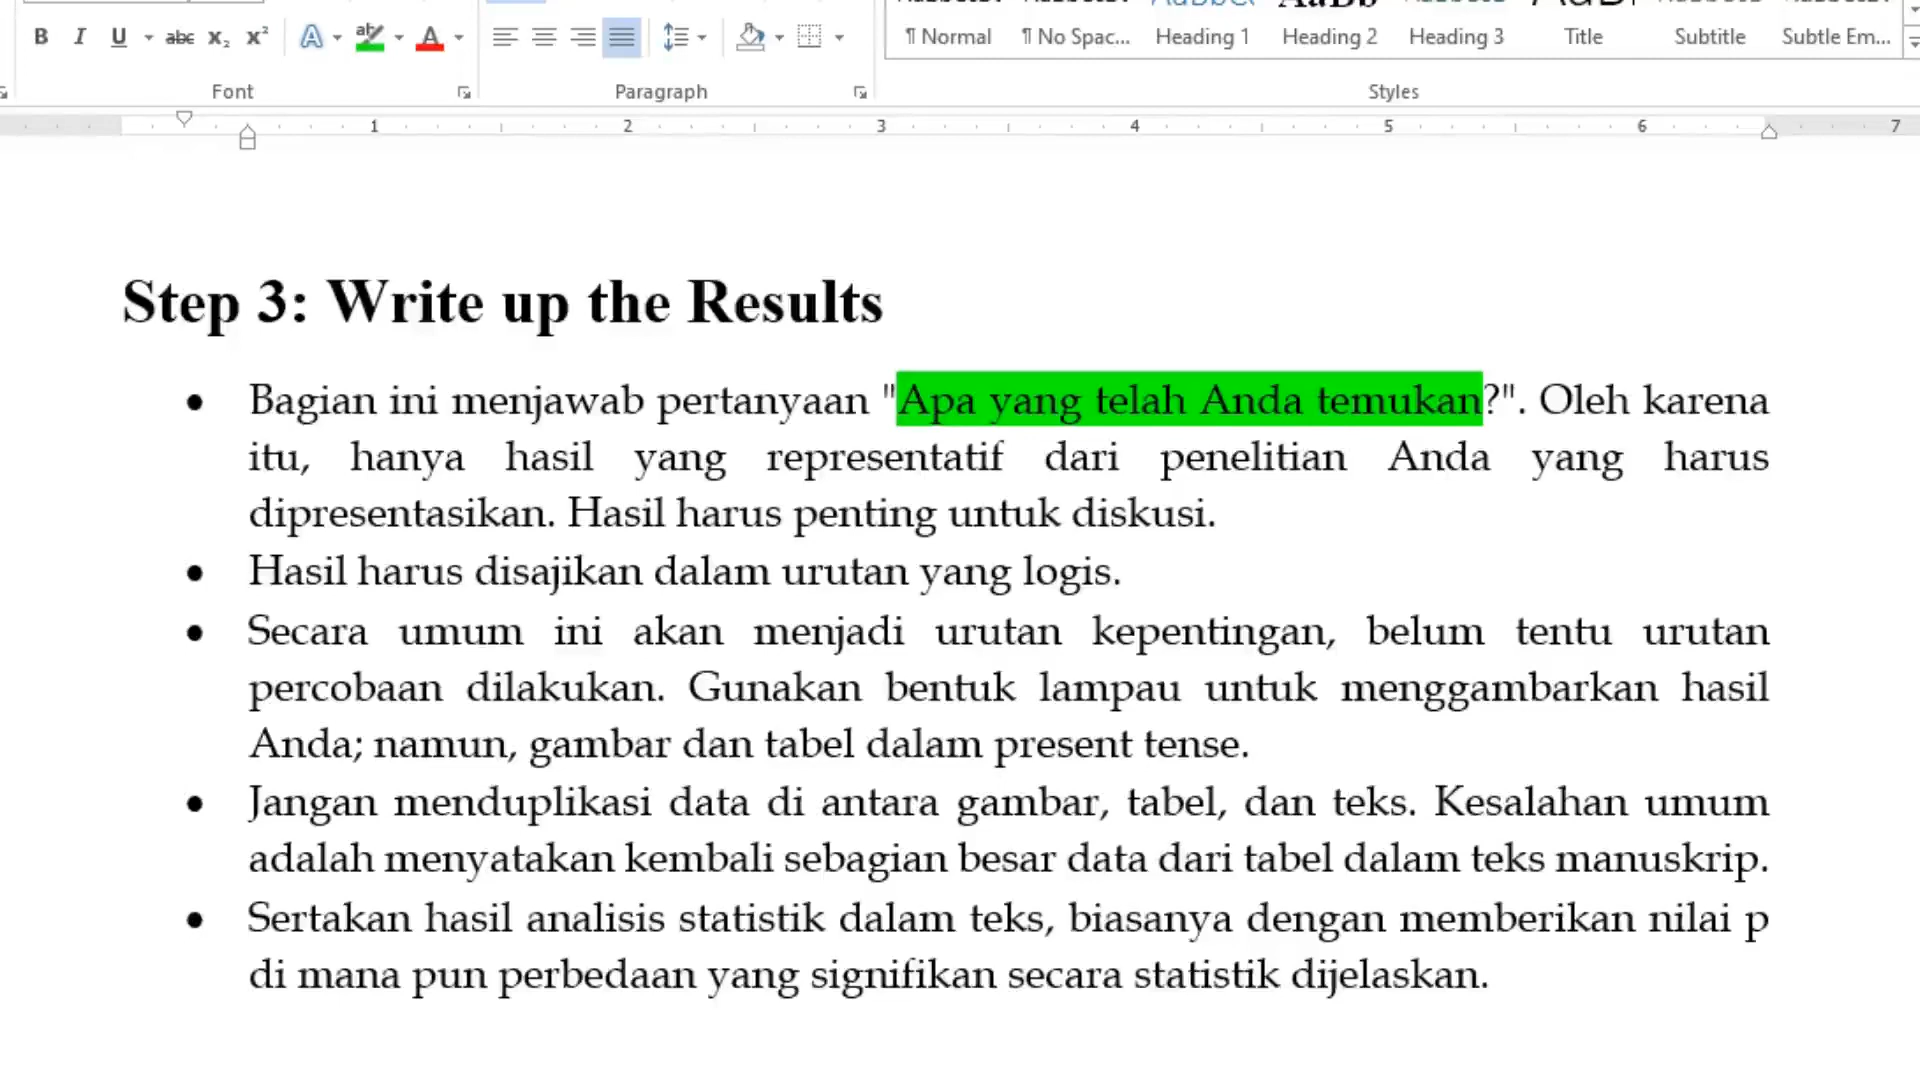 B I U abc x₂ x² A ab A
¶ Normal ¶ No Spac... Heading 1 Heading 2 Heading 3 Title Subtitle Subtle Em...
Font Paragraph Styles
1 2 3 4 5 6 7
Step 3: Write up the Results
• Bagian ini menjawab pertanyaan "Apa yang telah Anda temukan?". Oleh karena
itu, hanya hasil yang representatif dari penelitian Anda yang harus
dipresentasikan. Hasil harus penting untuk diskusi.
• Hasil harus disajikan dalam urutan yang logis.
• Secara umum ini akan menjadi urutan kepentingan, belum tentu urutan
percobaan dilakukan. Gunakan bentuk lampau untuk menggambarkan hasil
Anda; namun, gambar dan tabel dalam present tense.
• Jangan menduplikasi data di antara gambar, tabel, dan teks. Kesalahan umum
adalah menyatakan kembali sebagian besar data dari tabel dalam teks manuskrip.
• Sertakan hasil analisis statistik dalam teks, biasanya dengan memberikan nilai p
di mana pun perbedaan yang signifikan secara statistik dijelaskan.